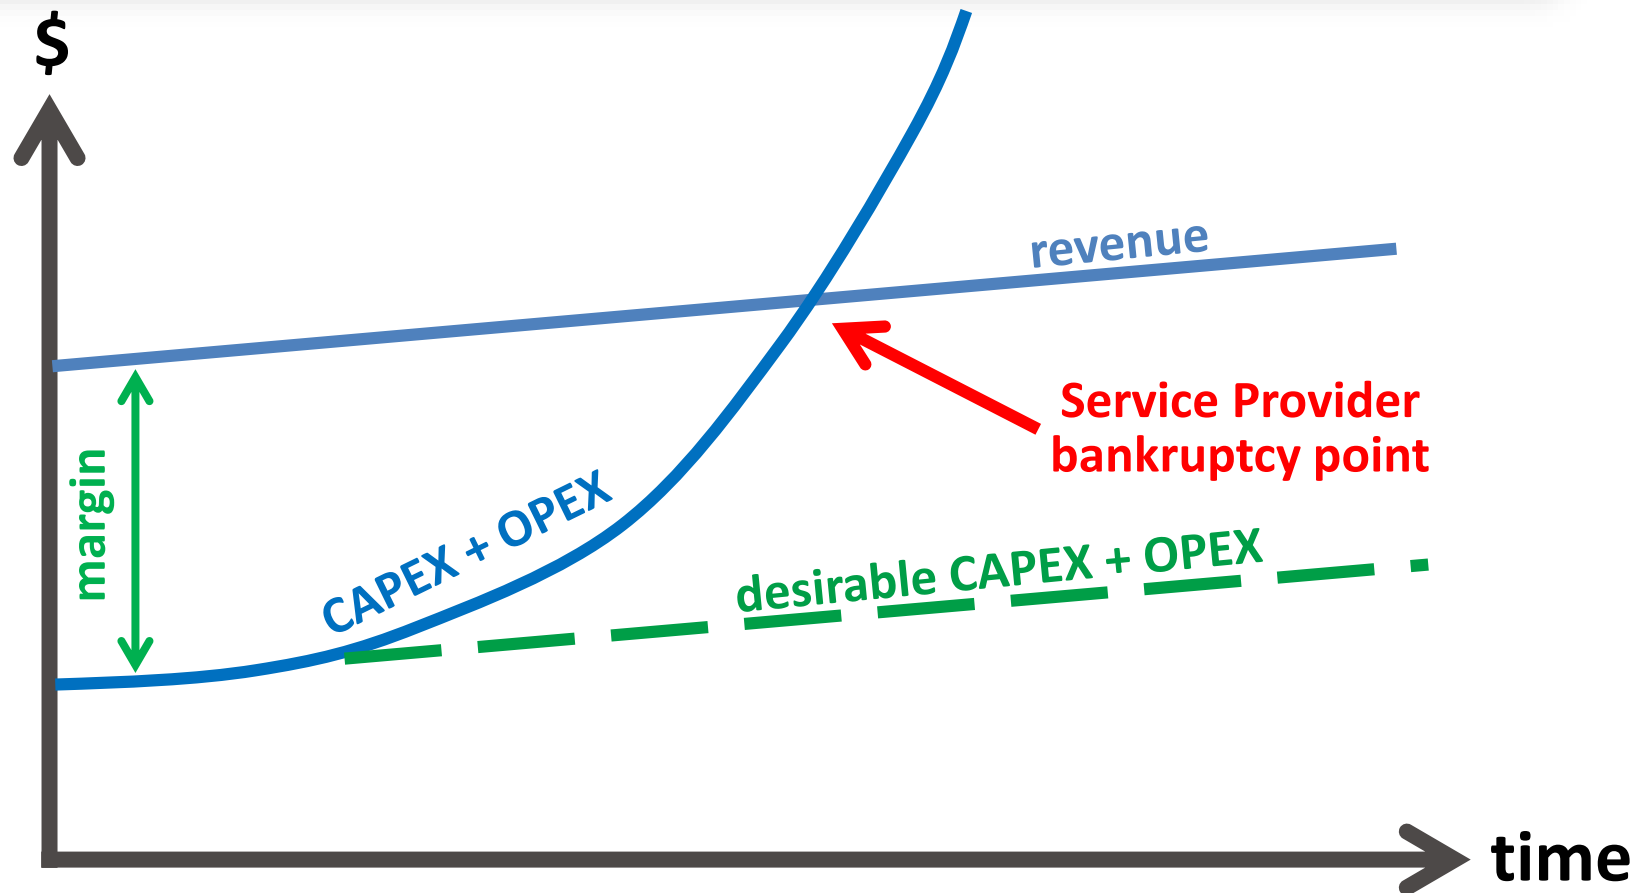 $
revenue
Service Provider
bankruptcy point
margin
CAPEX + OPEX
desirable CAPEX + OPEX
time